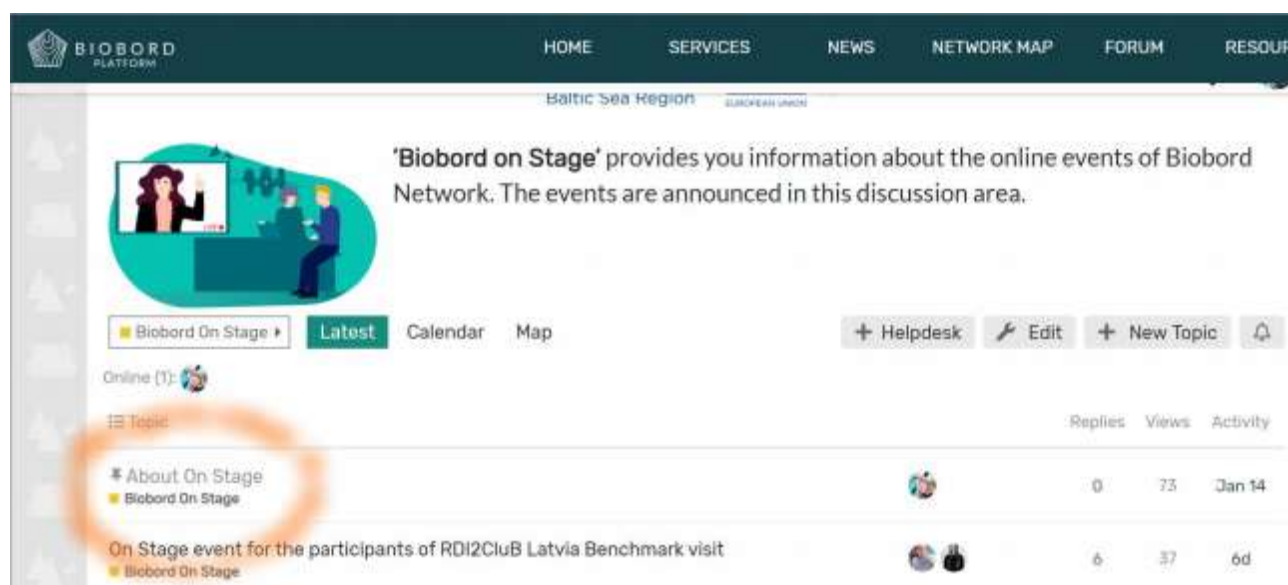 BIOBORD
PLATFORM
HOME SERVICES NEWS NETWORK MAP FORUM RESOUR
Baltic Sea Region EUROPEAN UNION
'Biobord on Stage' provides you information about the online events of Biobord
Network. The events are announced in this discussion area.
Biobord On Stage Latest Calendar Map + Helpdesk Edit + New Topic
Online (1):
Topic Replies Views Activity
About On Stage 0 73 Jan 14
Biobord On Stage
On Stage event for the participants of RDI2CluB Latvia Benchmark visit 6 37 6d
Biobord On Stage